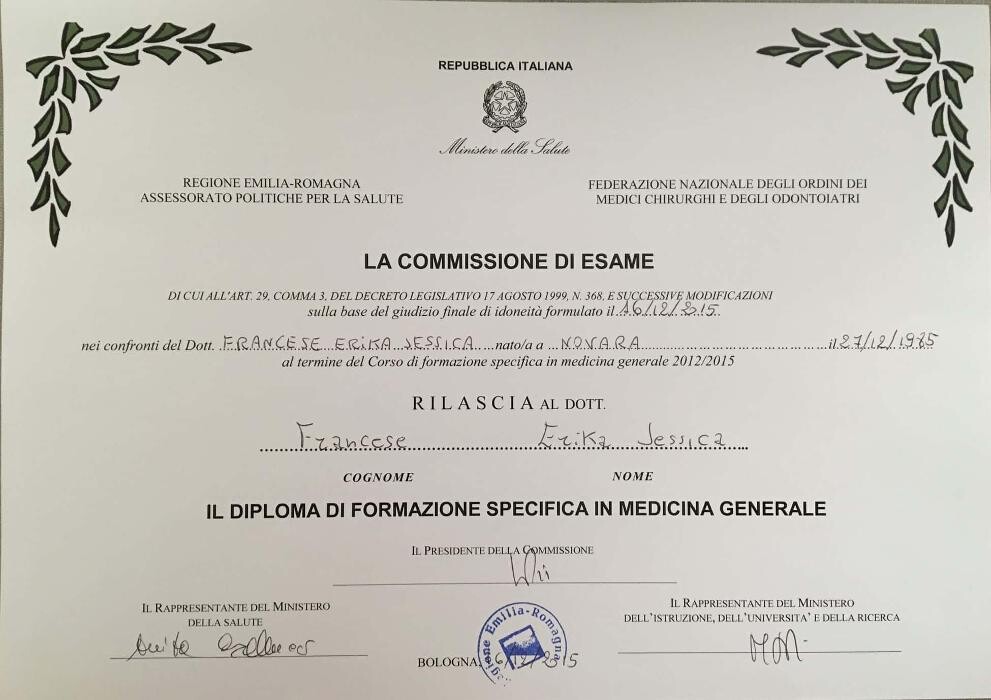 REPUBBLICA ITALIANA
Ministero della Salute
REGIONE EMILIA-ROMAGNA
ASSESSORATO POLITICHE PER LA SALUTE
FEDERAZIONE NAZIONALE DEGLI ORDINI DEI
MEDICI CHIRURGHI E DEGLI ODONTOIATRI
LA COMMISSIONE DI ESAME
DI CUI ALL'ART. 29, COMMA 3, DEL DECRETO LEGISLATIVO 17 AGOSTO 1999, N. 368, E SUCCESSIVE MODIFICAZIONI
sulla base del giudizio finale di idoneità formulato il 16/12/2015.
nei confronti del Dott. FRANCESE ERIKA JESSICA nato/a a NOVARA il 27/12/1985
al termine del Corso di formazione specifica in medicina generale 2012/2015
RILASCIA AL DOTT.
Francese Erika Jessica
COGNOME NOME
IL DIPLOMA DI FORMAZIONE SPECIFICA IN MEDICINA GENERALE
IL PRESIDENTE DELLA COMMISSIONE
IL RAPPRESENTANTE DEL MINISTERO
DELLA SALUTE
IL RAPPRESENTANTE DEL MINISTERO
DELL'ISTRUZIONE, DELL'UNIVERSITA' E DELLA RICERCA
Regione Emilia-Romagna
BOLOGNA, 16/12/2015